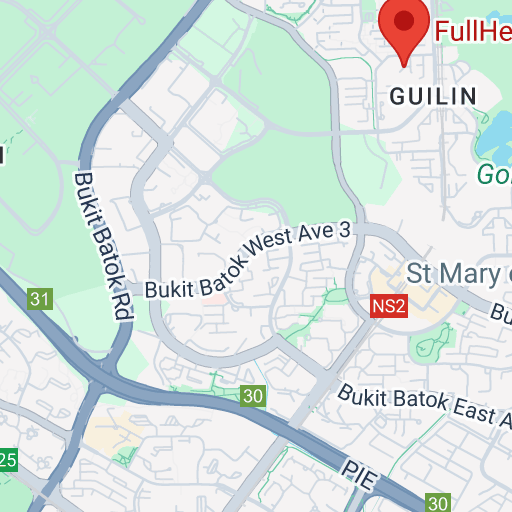 FullHe
GUILIN
Gol
Bukit Batok Rd
Bukit Batok West Ave 3
St Mary o
31
NS2
Bu
30
Bukit Batok East A
25
PIE
30